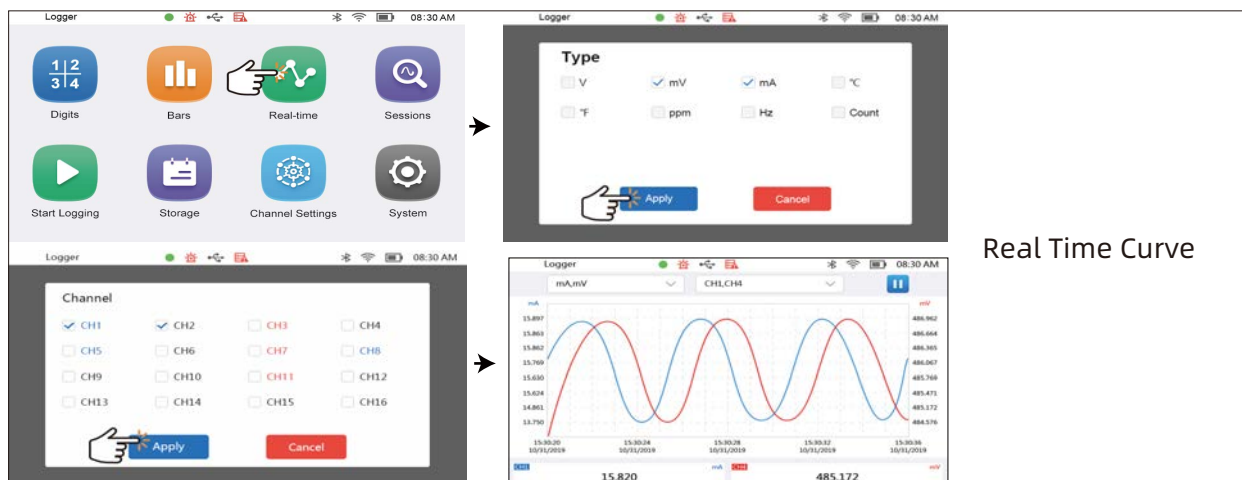 Logger 08:30 AM
1 2
3 4
Digits Bars Real-time Sessions
Start Logging Storage Channel Settings System
Logger 08:30 AM
Type
V mV mA ℃
℉ ppm Hz Count
Apply Cancel
Logger 08:30 AM
Channel
CH1 CH2 CH3 CH4
CH5 CH6 CH7 CH8
CH9 CH10 CH11 CH12
CH13 CH14 CH15 CH16
Apply Cancel
Logger 08:30 AM
mA,mV CH1,CH4
mA mV
15.897 486.962
15.863 486.664
15.862 486.365
15.769 486.067
15.630 485.769
15.624 485.471
14.861 485.172
13.750 484.576
15:30:20 15:30:24 15:30:28 15:30:32 15:30:36
10/31/2019 10/31/2019 10/31/2019 10/31/2019 10/31/2019
CH1 mA CH4 mV
15.820 485.172
Real Time Curve